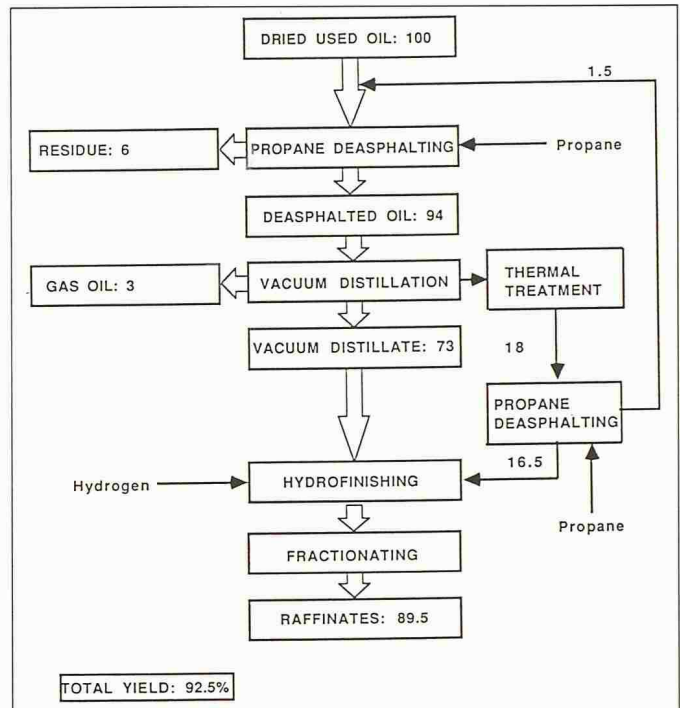 DRIED USED OIL: 100
1.5
RESIDUE: 6
PROPANE DEASPHALTING
Propane
DEASPHALTED OIL: 94
GAS OIL: 3
VACUUM DISTILLATION
THERMAL
TREATMENT
VACUUM DISTILLATE: 73
18
PROPANE
DEASPHALTING
16.5
Hydrogen
HYDROFINISHING
Propane
FRACTIONATING
RAFFINATES: 89.5
TOTAL YIELD: 92.5%